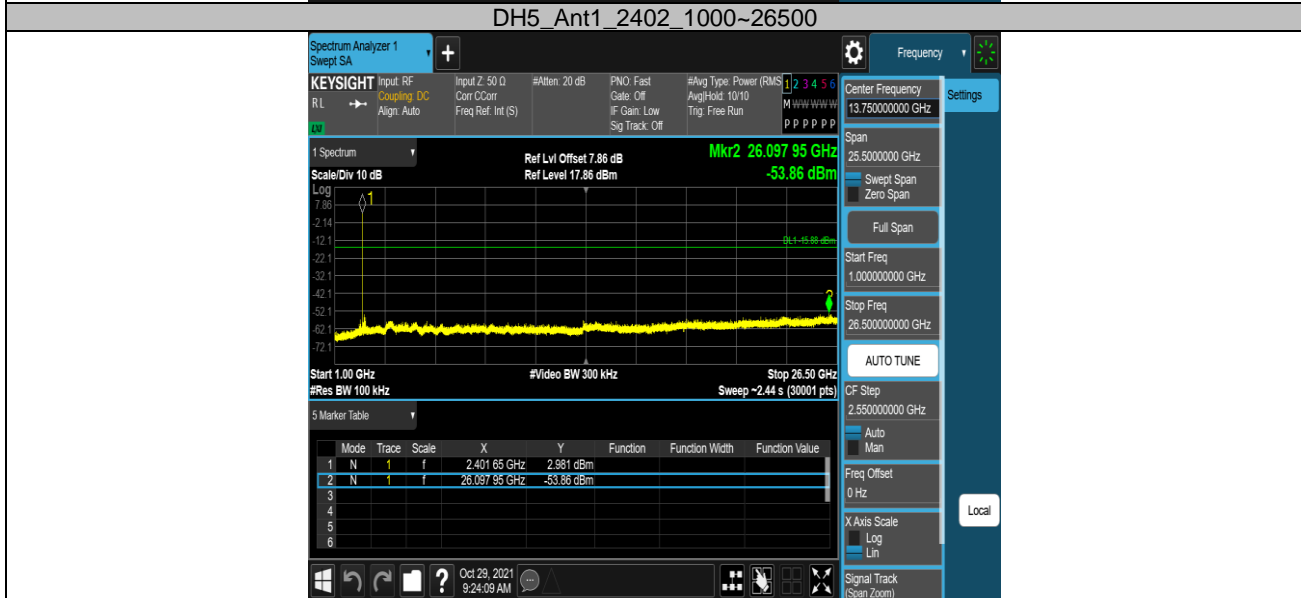 DH5_Ant1_2402_1000~26500
Spectrum Analyzer 1
Swept SA
+
Frequency
KEYSIGHT
RL
LXI
Input: RF
Coupling: DC
Align: Auto
Input Z: 50 Ω
Corr CCorr
Freq Ref: Int (S)
#Atten: 20 dB
PNO: Fast
Gate: Off
IF Gain: Low
Sig Track: Off
#Avg Type: Power (RMS
Avg|Hold: 10/10
Trig: Free Run
1 2 3 4 5 6
M W W W W W
P P P P P P
Center Frequency
13.750000000 GHz
Settings
Span
25.5000000 GHz
Swept Span
Zero Span
Full Span
Start Freq
1.000000000 GHz
Stop Freq
26.500000000 GHz
AUTO TUNE
CF Step
2.550000000 GHz
Auto
Man
Freq Offset
0 Hz
X Axis Scale
Log
Lin
Signal Track
(Span Zoom)
Local
1 Spectrum
Scale/Div 10 dB
Ref Lvl Offset 7.86 dB
Ref Level 17.86 dBm
Mkr2 26.097 95 GHz
-53.86 dBm
Log
7.86
-2.14
-12.1
-22.1
-32.1
-42.1
-52.1
-62.1
-72.1
1
DL1 -15.88 dBm
2
Start 1.00 GHz
#Res BW 100 kHz
#Video BW 300 kHz
Stop 26.50 GHz
Sweep ~2.44 s (30001 pts)
5 Marker Table
Mode Trace Scale X Y Function Function Width Function Value
1 N 1 f 2.401 65 GHz 2.981 dBm
2 N 1 f 26.097 95 GHz -53.86 dBm
3
4
5
6
?
Oct 29, 2021
9:24:09 AM